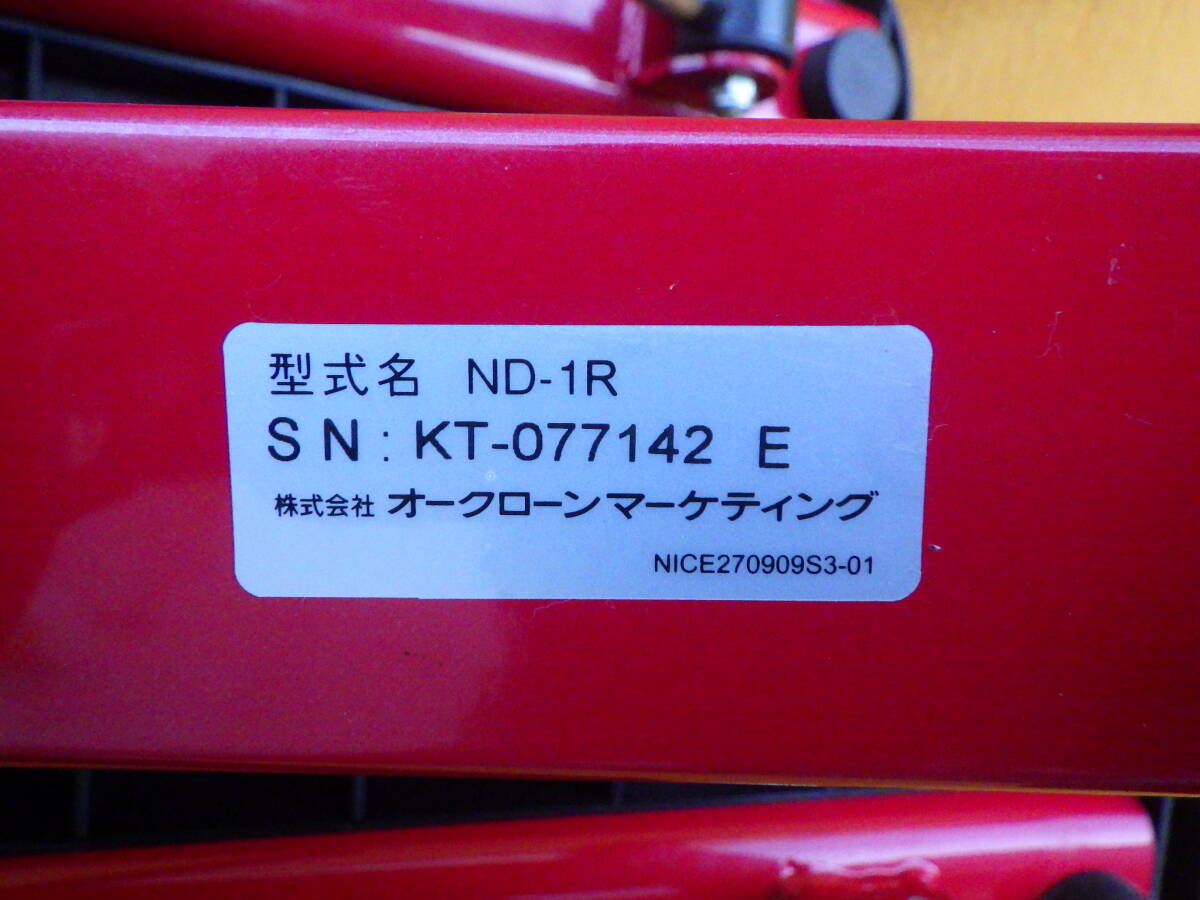 型式名 ND-1R
SN: KT-077142 E
株式会社 オークローンマーケティング
NICE270909S3-01